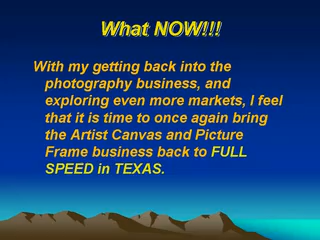 What NOW!!!
With my getting back into the
photography business, and
exploring even more markets, I feel
that it is time to once again bring
the Artist Canvas and Picture
Frame business back to FULL
SPEED in TEXAS.